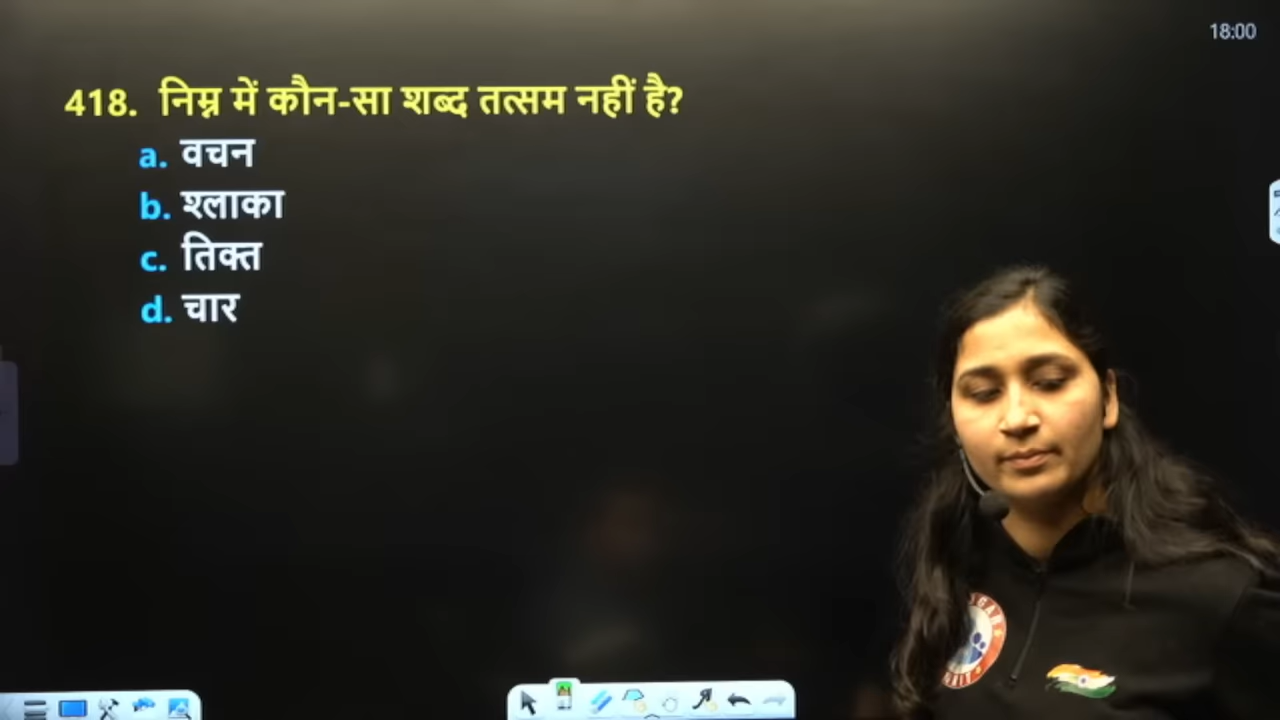 18:00
418. निम्न में कौन-सा शब्द तत्सम नहीं है?
a. वचन
b. श्लाका
c. तिक्त
d. चार